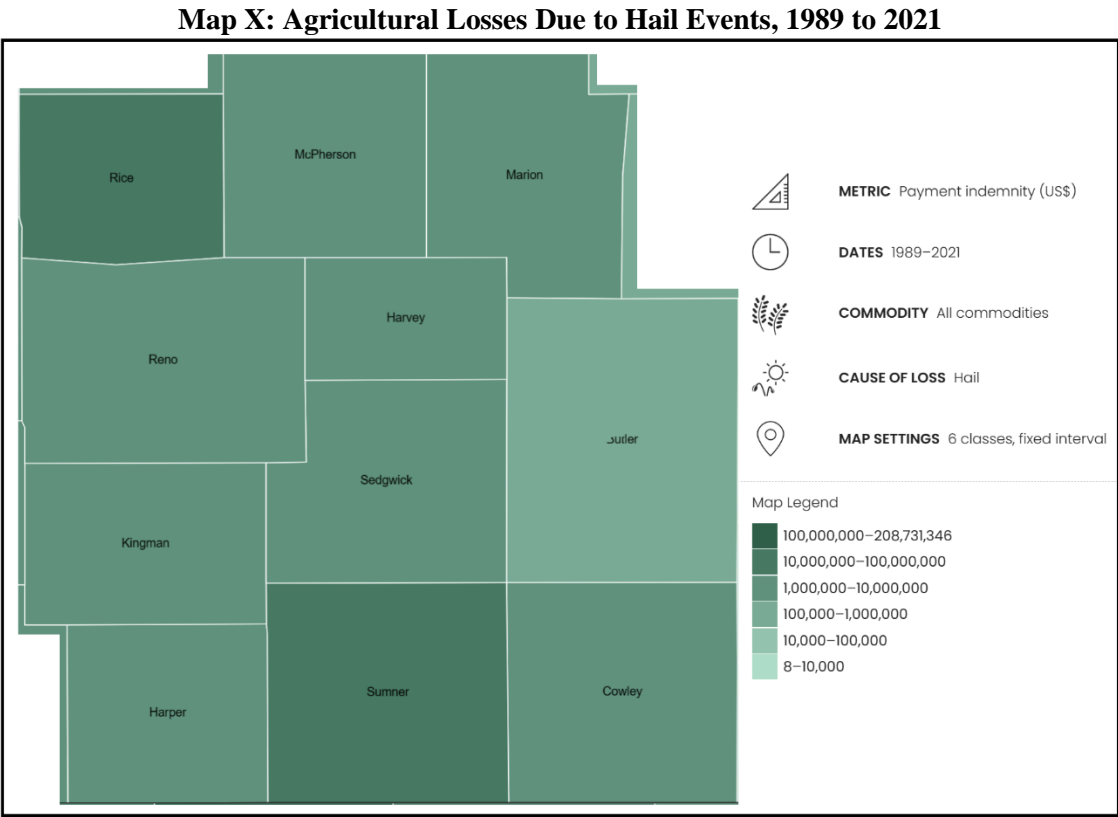 Map X: Agricultural Losses Due to Hail Events, 1989 to 2021
Rice
McPherson
Marion
Reno
Harvey
Sedgwick
Kingman
Harper
Sumner
Cowley
METRIC Payment indemnity (US$)
DATES 1989–2021
COMMODITY All commodities
CAUSE OF LOSS Hail
MAP SETTINGS 6 classes, fixed interval
Map Legend
100,000,000–208,731,346
10,000,000–100,000,000
1,000,000–10,000,000
100,000–1,000,000
10,000–100,000
8–10,000